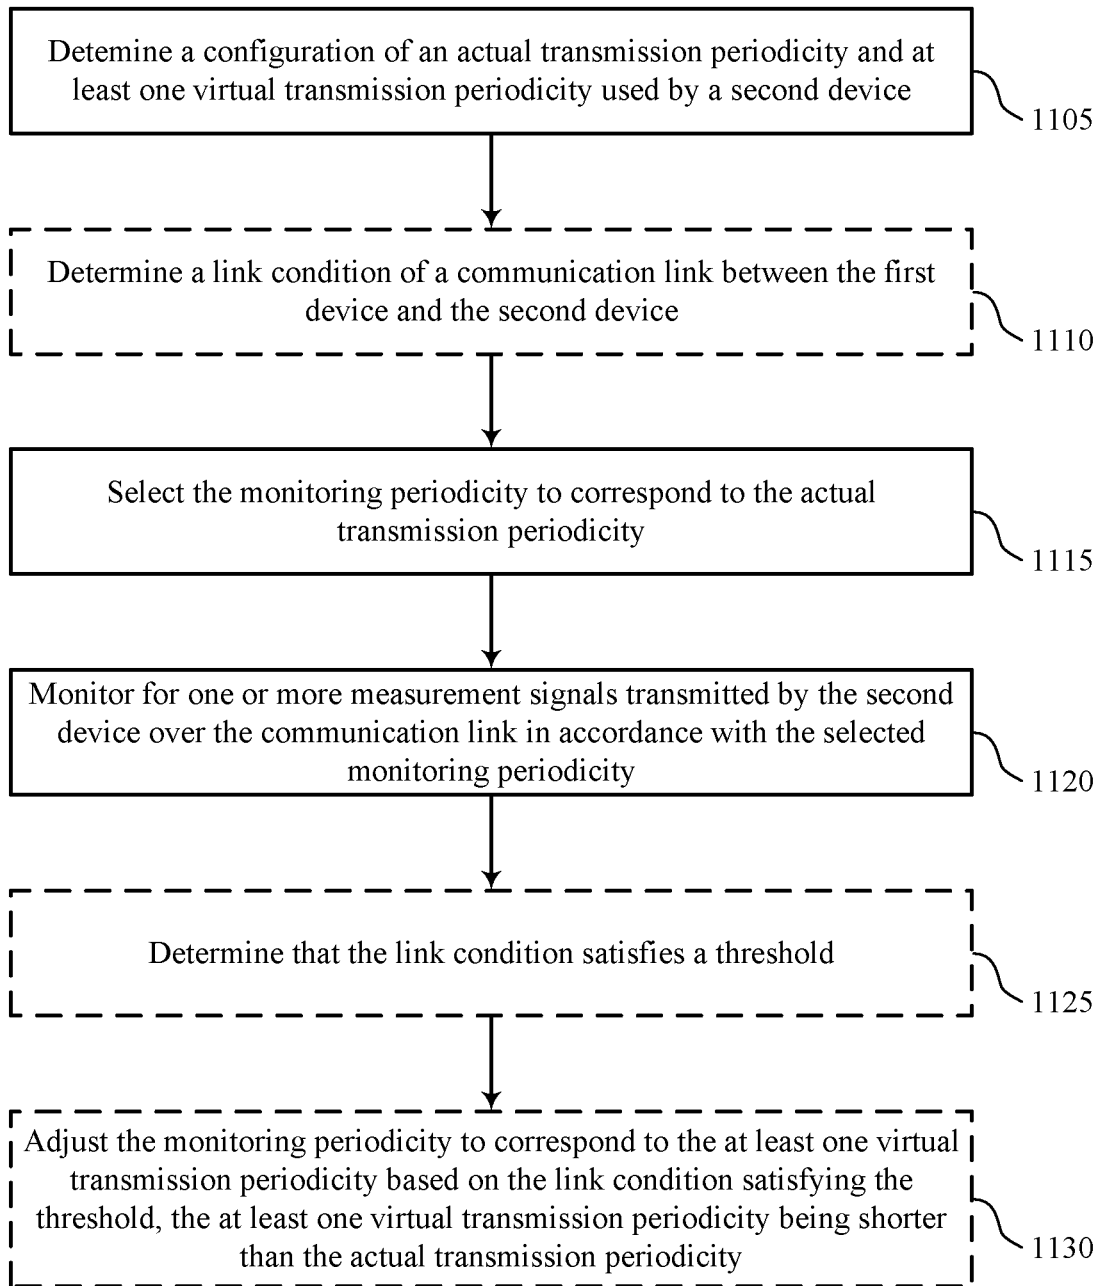 Detemine a configuration of an actual transmission periodicity and at
least one virtual transmission periodicity used by a second device
1105
Determine a link condition of a communication link between the first
device and the second device
1110
Select the monitoring periodicity to correspond to the actual
transmission periodicity
1115
Monitor for one or more measurement signals transmitted by the second
device over the communication link in accordance with the selected
monitoring periodicity
1120
Determine that the link condition satisfies a threshold
1125
Adjust the monitoring periodicity to correspond to the at least one virtual
transmission periodicity based on the link condition satisfying the
threshold, the at least one virtual transmission periodicity being shorter
than the actual transmission periodicity
1130